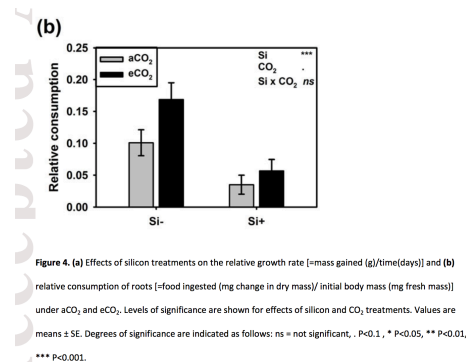 (b)
Relative consumption
0.25
0.20
0.15
0.10
0.05
0.00
aCO₂
eCO₂
Si ***
CO₂ .
Si x CO₂ ns
Si- Si+
Figure 4. (a) Effects of silicon treatments on the relative growth rate [=mass gained (g)/time(days)] and (b)
relative consumption of roots [=food ingested (mg change in dry mass)/ initial body mass (mg fresh mass)]
under aCO₂ and eCO₂. Levels of significance are shown for effects of silicon and CO₂ treatments. Values are
means ± SE. Degrees of significance are indicated as follows: ns = not significant, . P<0.1 , * P<0.05, ** P<0.01,
*** P<0.001.